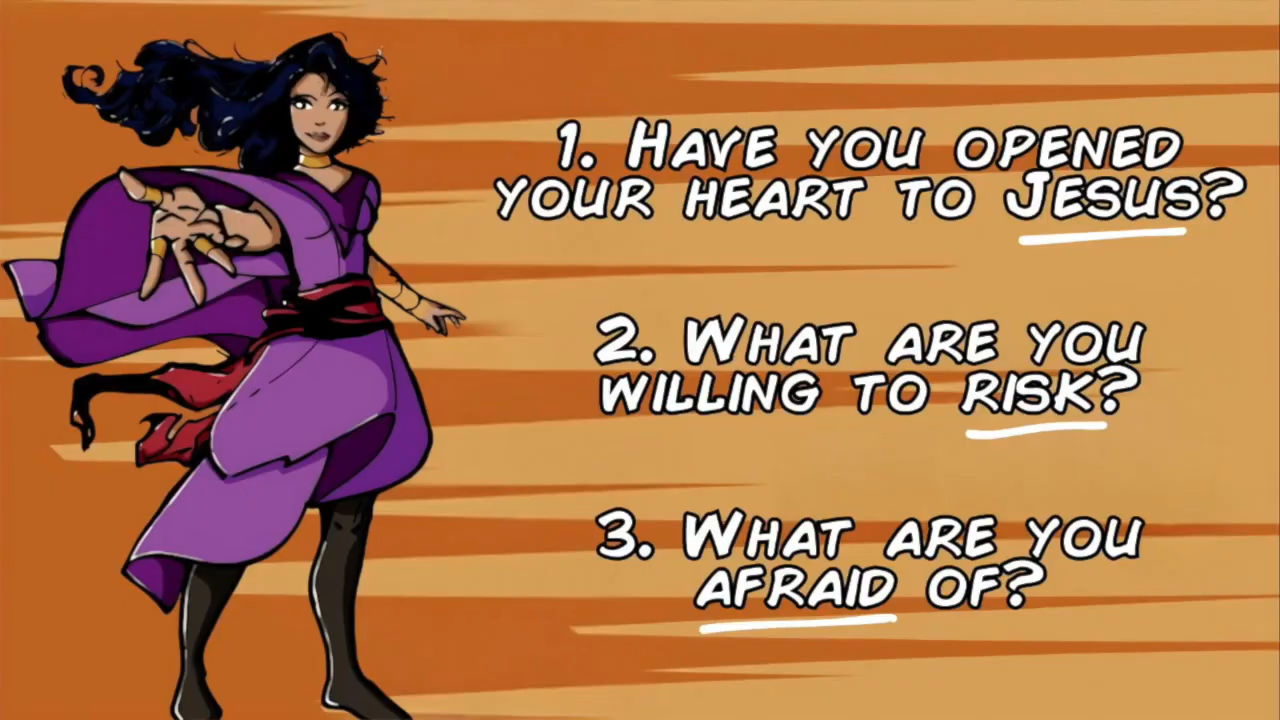 1. Have you opened
your heart to Jesus?
2. What are you
willing to risk?
3. What are you
afraid of?